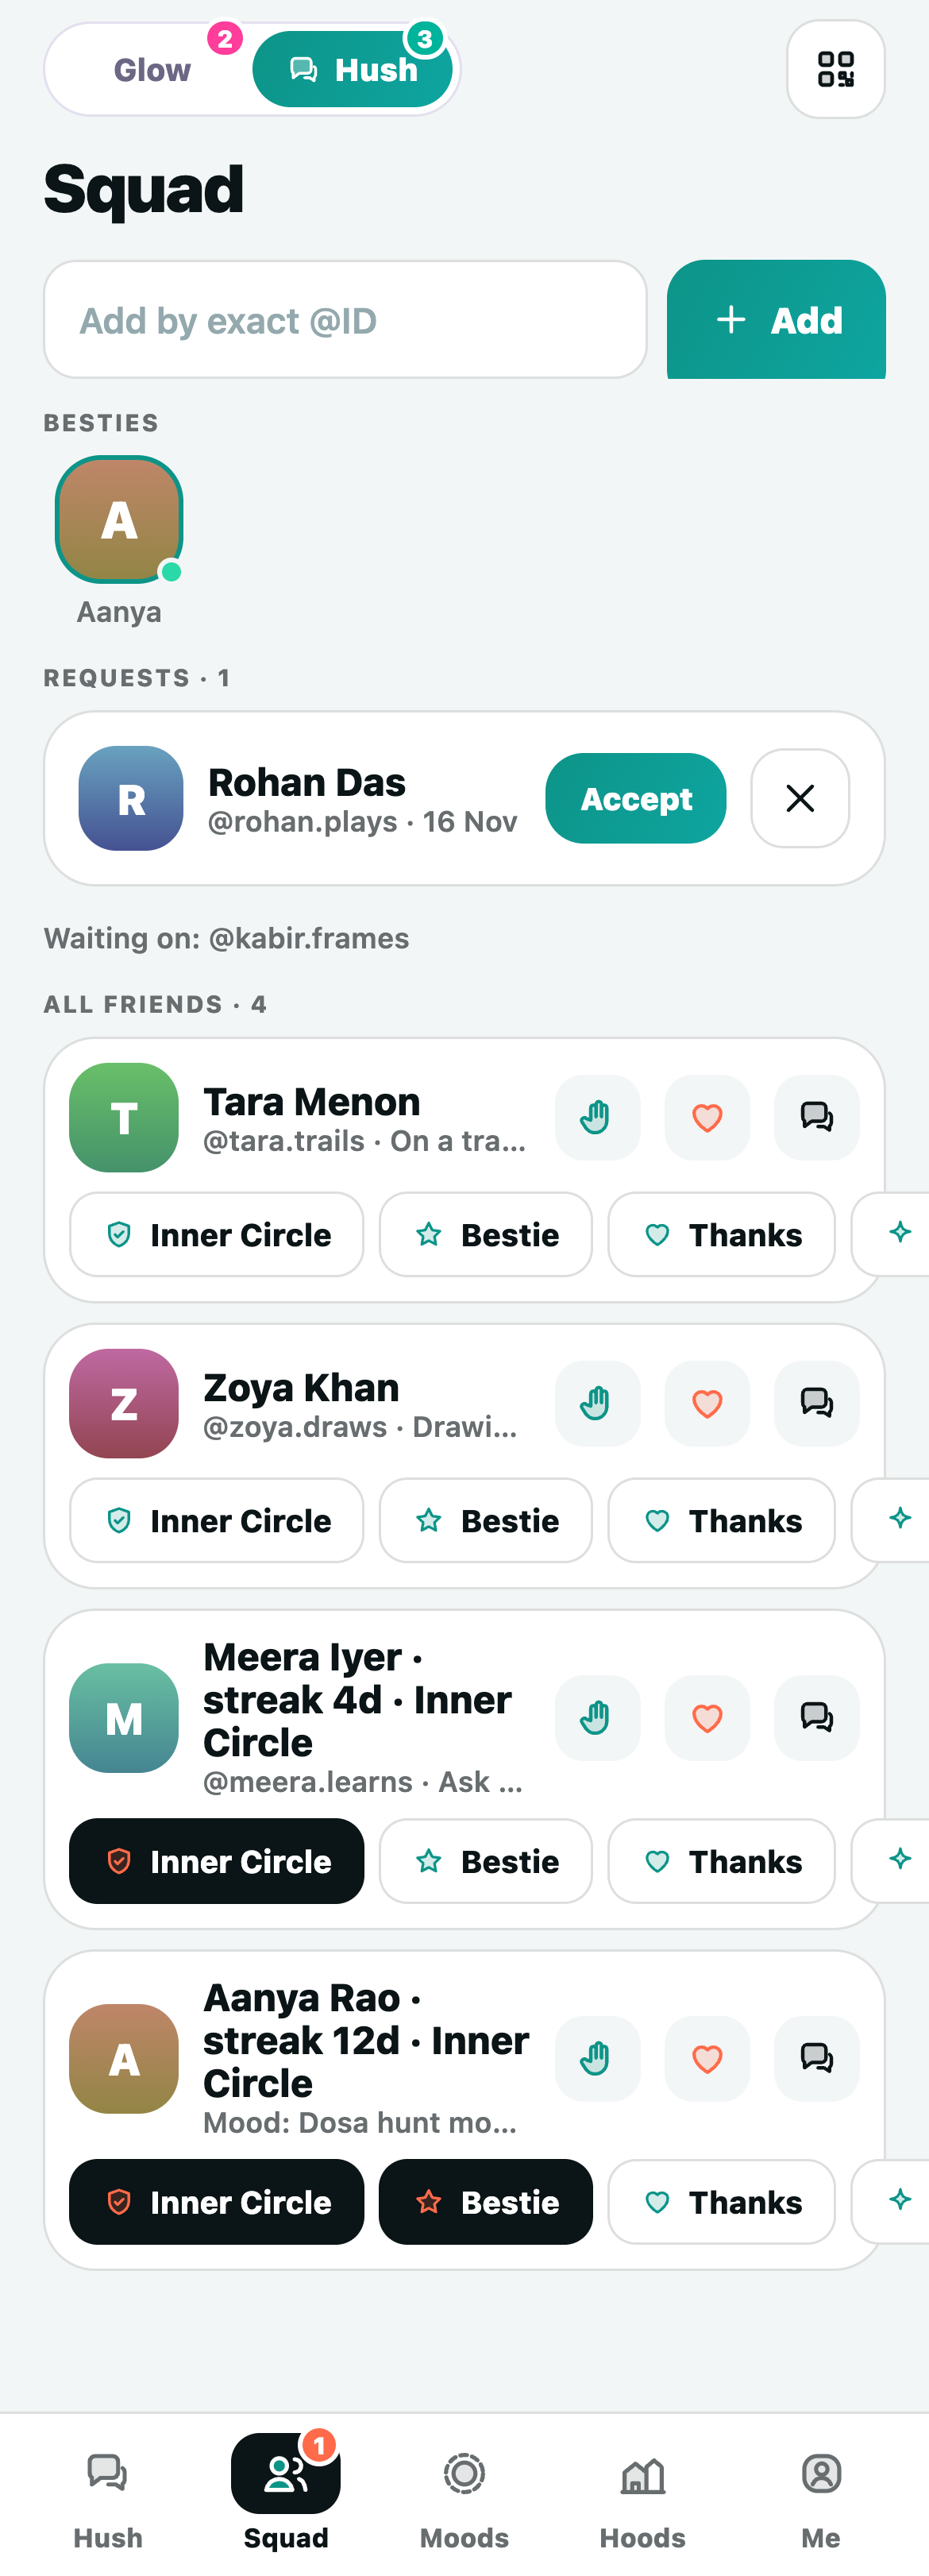 Glow 2
Hush 3
Squad
Add by exact @ID
Add
BESTIES
A
Aanya
REQUESTS · 1
R
Rohan Das
@rohan.plays · 16 Nov
Accept
Waiting on: @kabir.frames
ALL FRIENDS · 4
T
Tara Menon
@tara.trails · On a tra...
Inner Circle
Bestie
Thanks
Z
Zoya Khan
@zoya.draws · Drawi...
Inner Circle
Bestie
Thanks
M
Meera Iyer ·
streak 4d · Inner
Circle
@meera.learns · Ask ...
Inner Circle
Bestie
Thanks
A
Aanya Rao ·
streak 12d · Inner
Circle
Mood: Dosa hunt mo...
Inner Circle
Bestie
Thanks
1
Hush
Squad
Moods
Hoods
Me